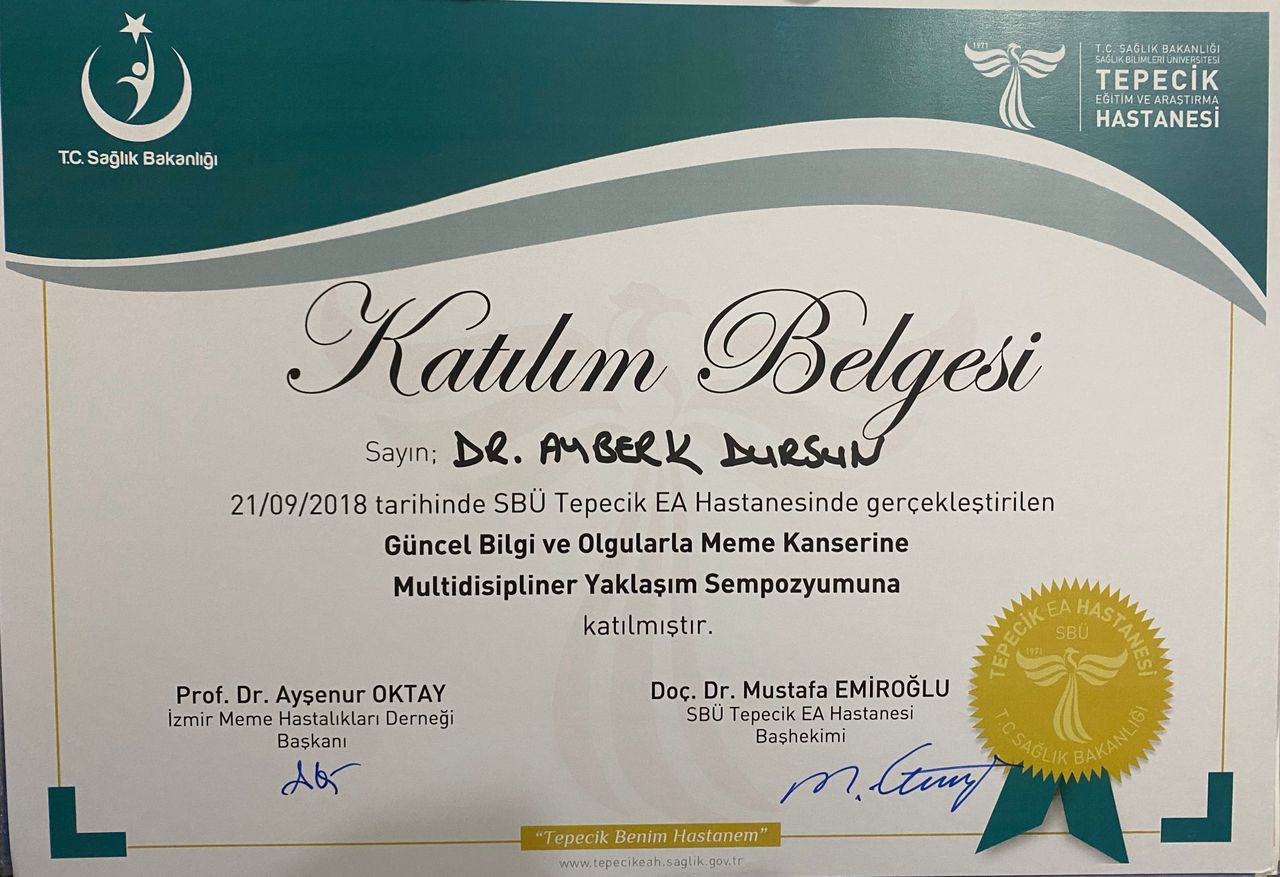 T.C. Sağlık Bakanlığı
1971
T.C. SAĞLIK BAKANLIĞI
SAĞLIK BİLİMLERİ ÜNİVERSİTESİ
TEPECİK
EĞİTİM VE ARAŞTIRMA
HASTANESİ
Katılım Belgesi
Sayın; DR. AYBERK DURSUN
21/09/2018 tarihinde SBÜ Tepecik EA Hastanesinde gerçekleştirilen
Güncel Bilgi ve Olgularla Meme Kanserine
Multidisipliner Yaklaşım Sempozyumuna
katılmıştır.
Prof. Dr. Ayşenur OKTAY
İzmir Meme Hastalıkları Derneği
Başkanı
Doç. Dr. Mustafa EMİROĞLU
SBÜ Tepecik EA Hastanesi
Başhekimi
TEPECİK EA HASTANESİ
SBÜ
1971
T.C SAĞLIK BAKANLIĞI
"Tepecik Benim Hastanem"
www.tepecikeah.saglik.gov.tr